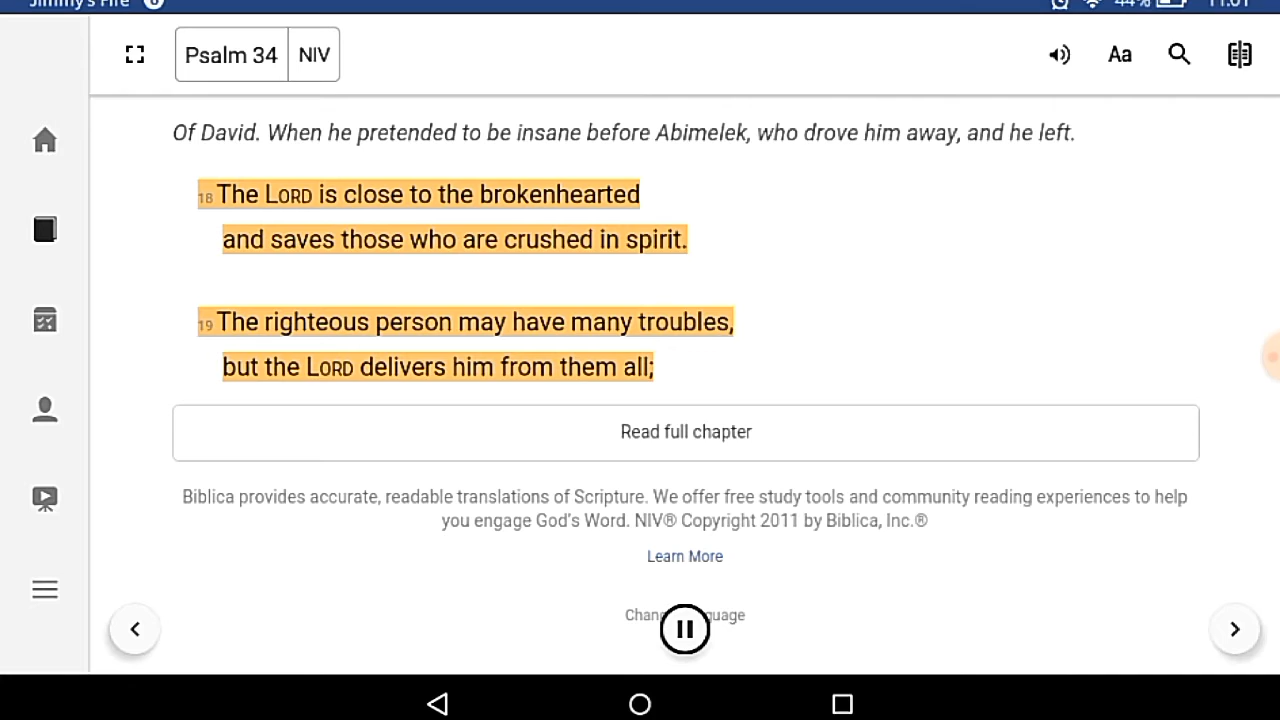 Jimmy's Fire
44% 11:01
Psalm 34 NIV
Aa
Of David. When he pretended to be insane before Abimelek, who drove him away, and he left.
18 The LORD is close to the brokenhearted
and saves those who are crushed in spirit.
19 The righteous person may have many troubles,
but the LORD delivers him from them all;
Read full chapter
Biblica provides accurate, readable translations of Scripture. We offer free study tools and community reading experiences to help
you engage God's Word. NIV® Copyright 2011 by Biblica, Inc.®
Learn More